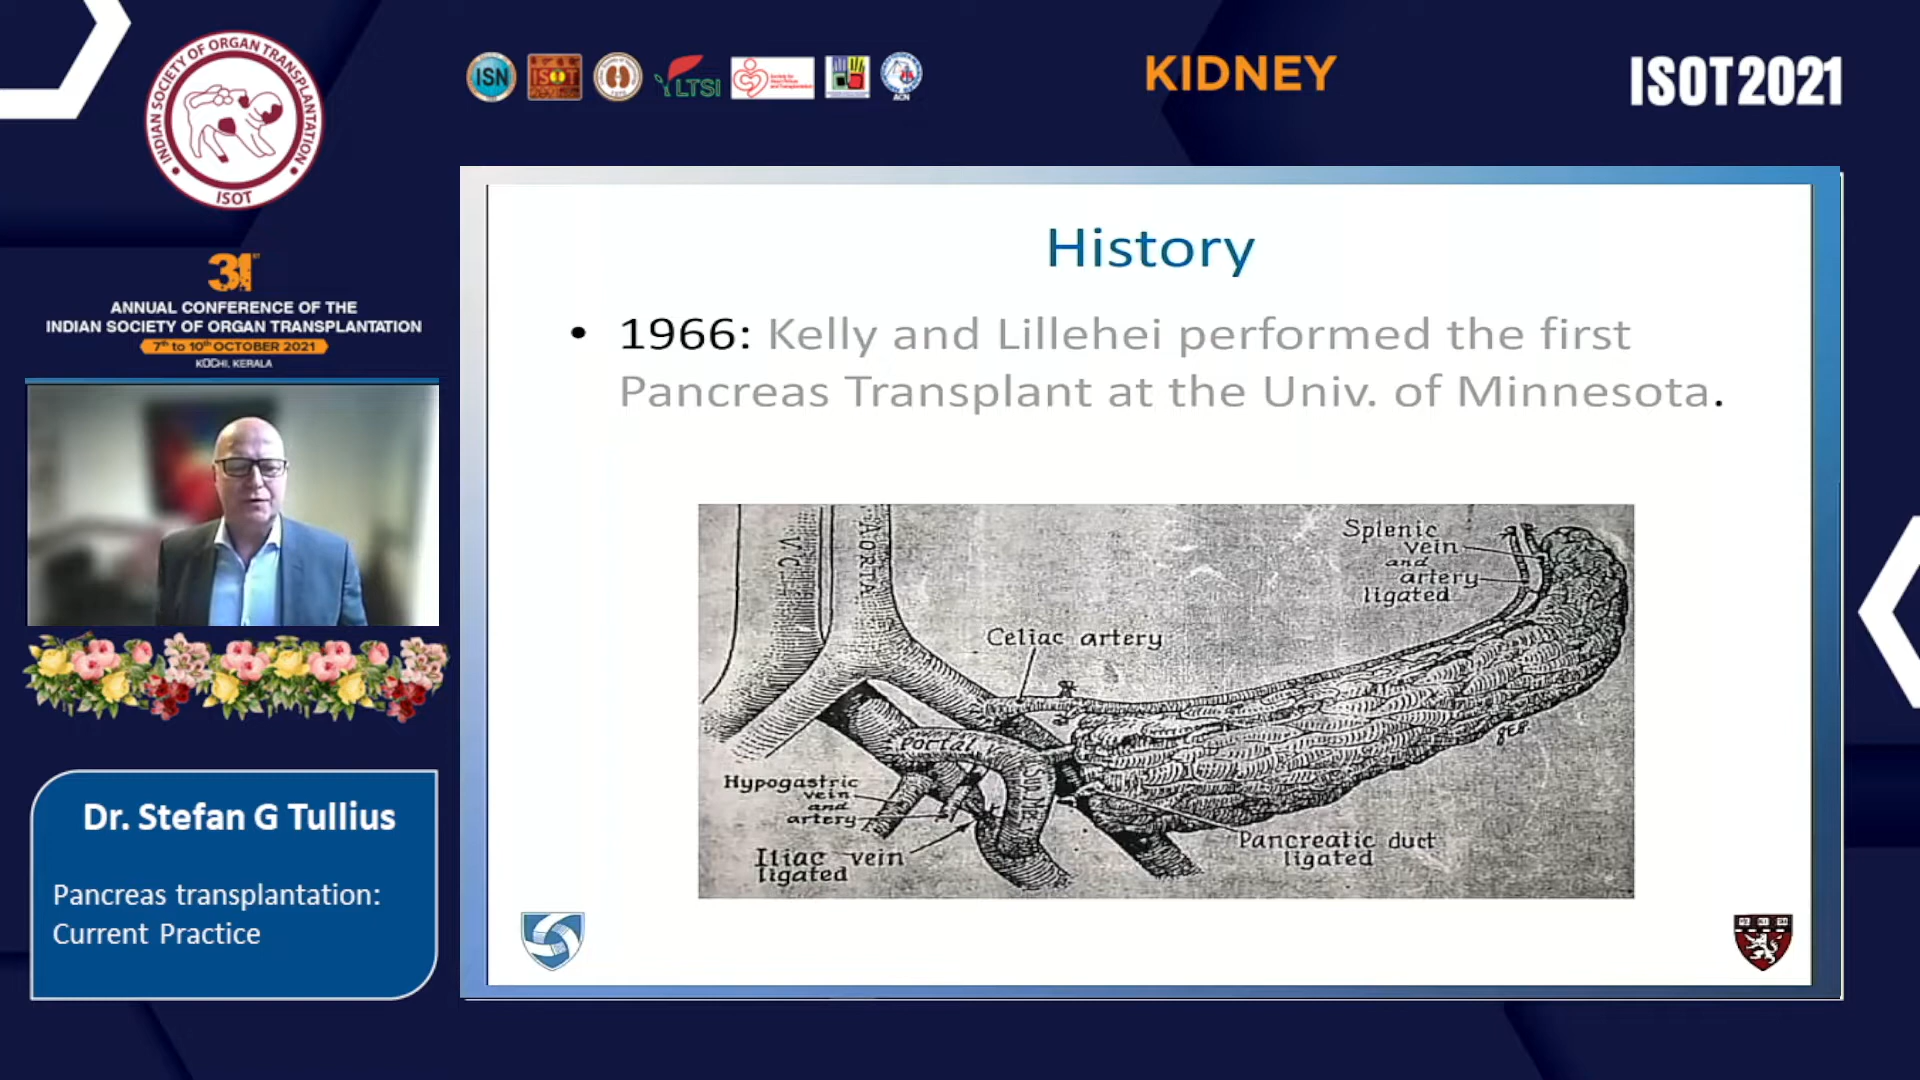 INDIAN SOCIETY OF ORGAN TRANSPLANTATION
ISOT
ISN
ISOT
LTSI
ACN
KIDNEY
ISOT2021
31ST
ANNUAL CONFERENCE OF THE
INDIAN SOCIETY OF ORGAN TRANSPLANTATION
7th to 10th OCTOBER 2021
KOCHI, KERALA
Dr. Stefan G Tullius
Pancreas transplantation:
Current Practice
History
• 1966: Kelly and Lillehei performed the first
Pancreas Transplant at the Univ. of Minnesota.
AORTA
Splenic
vein
and
artery
ligated
Celiac artery
Portal v.
Hypogastric
vein
and
artery
Iliac vein
ligated
Pancreatic duct
ligated